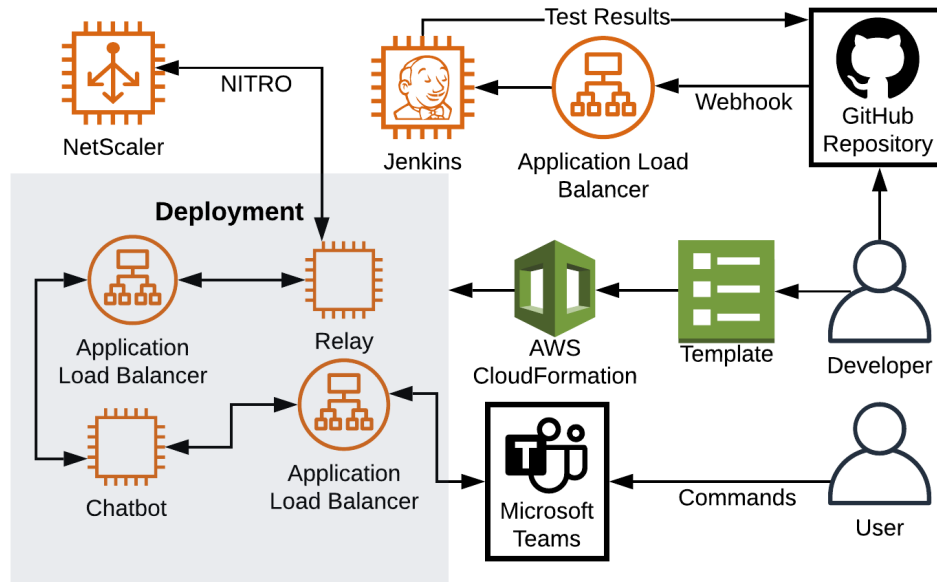 Test Results
NITRO
Webhook
GitHub
Repository
NetScaler
Jenkins
Application Load
Balancer
Deployment
Relay
Application
Load Balancer
AWS
CloudFormation
Template
Developer
T
Chatbot
Application
Load Balancer
Microsoft
Teams
Commands
User